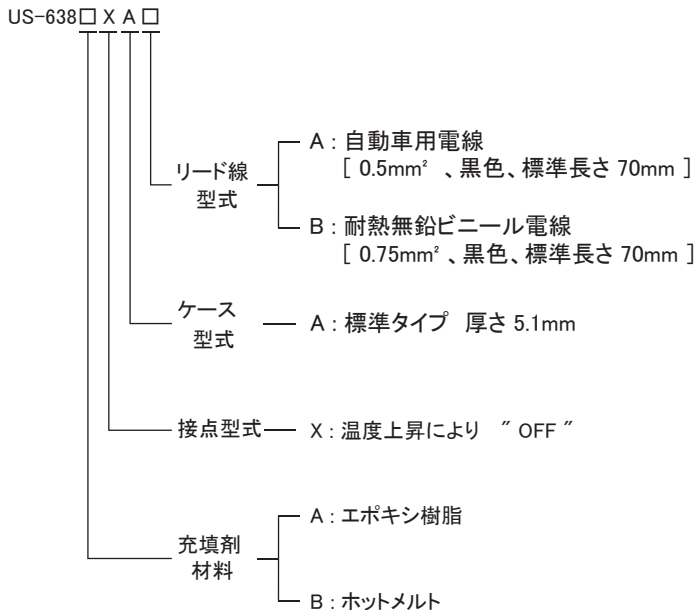 US-638□ X A □
リード線
型式
A : 自動車用電線
[ 0.5mm² 、黒色、標準長さ 70mm ]
B : 耐熱無鉛ビニール電線
[ 0.75mm² 、黒色、標準長さ 70mm ]
ケース
型式
A : 標準タイプ 厚さ 5.1mm
接点型式
X : 温度上昇により ″ OFF ″
充填剤
材料
A : エポキシ樹脂
B : ホットメルト